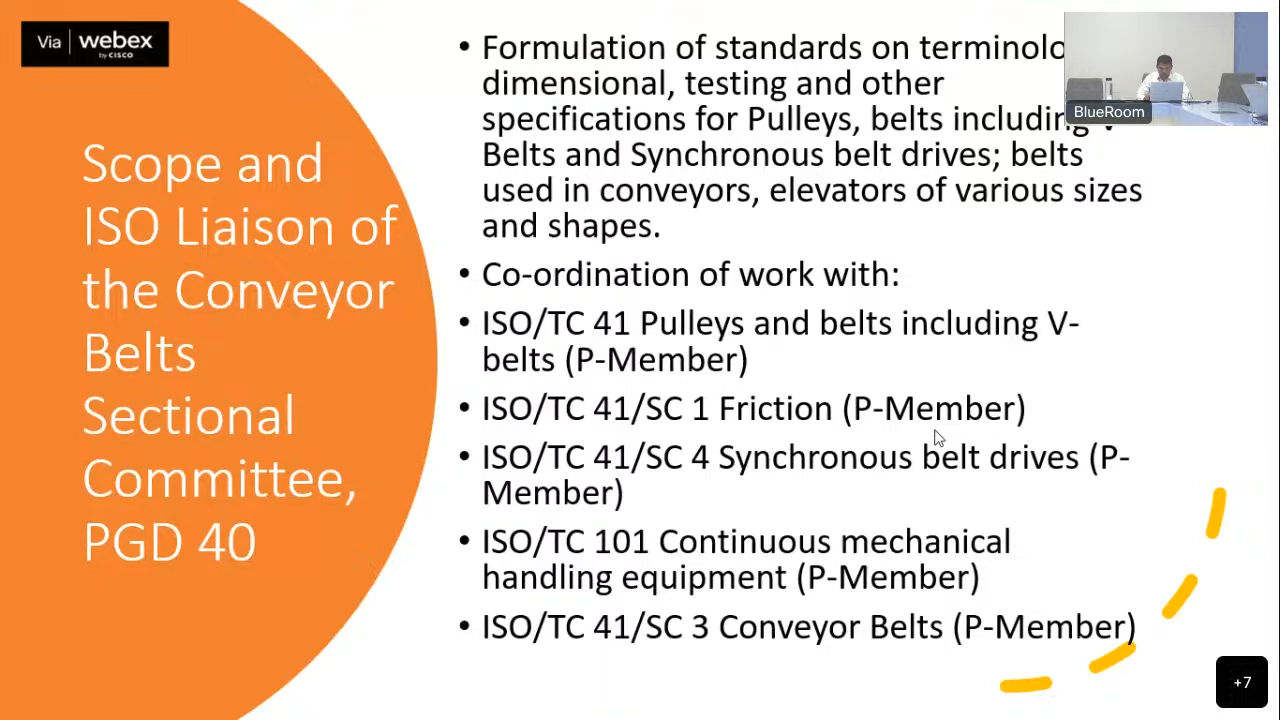 Via webex
by CISCO
Scope and
ISO Liaison of
the Conveyor
Belts
Sectional
Committee,
PGD 40
• Formulation of standards on
dimensional, testing and other
specifications for Pulleys, belts including
Belts and Synchronous belt drives; belts
used in conveyors, elevators of various sizes
and shapes.
• Co-ordination of work with:
• ISO/TC 41 Pulleys and belts including V-
belts (P-Member)
• ISO/TC 41/SC 1 Friction (P-Member)
• ISO/TC 41/SC 4 Synchronous belt drives (P-
Member)
• ISO/TC 101 Continuous mechanical
handling equipment (P-Member)
• ISO/TC 41/SC 3 Conveyor Belts (P-Member)
BlueRoom
+7